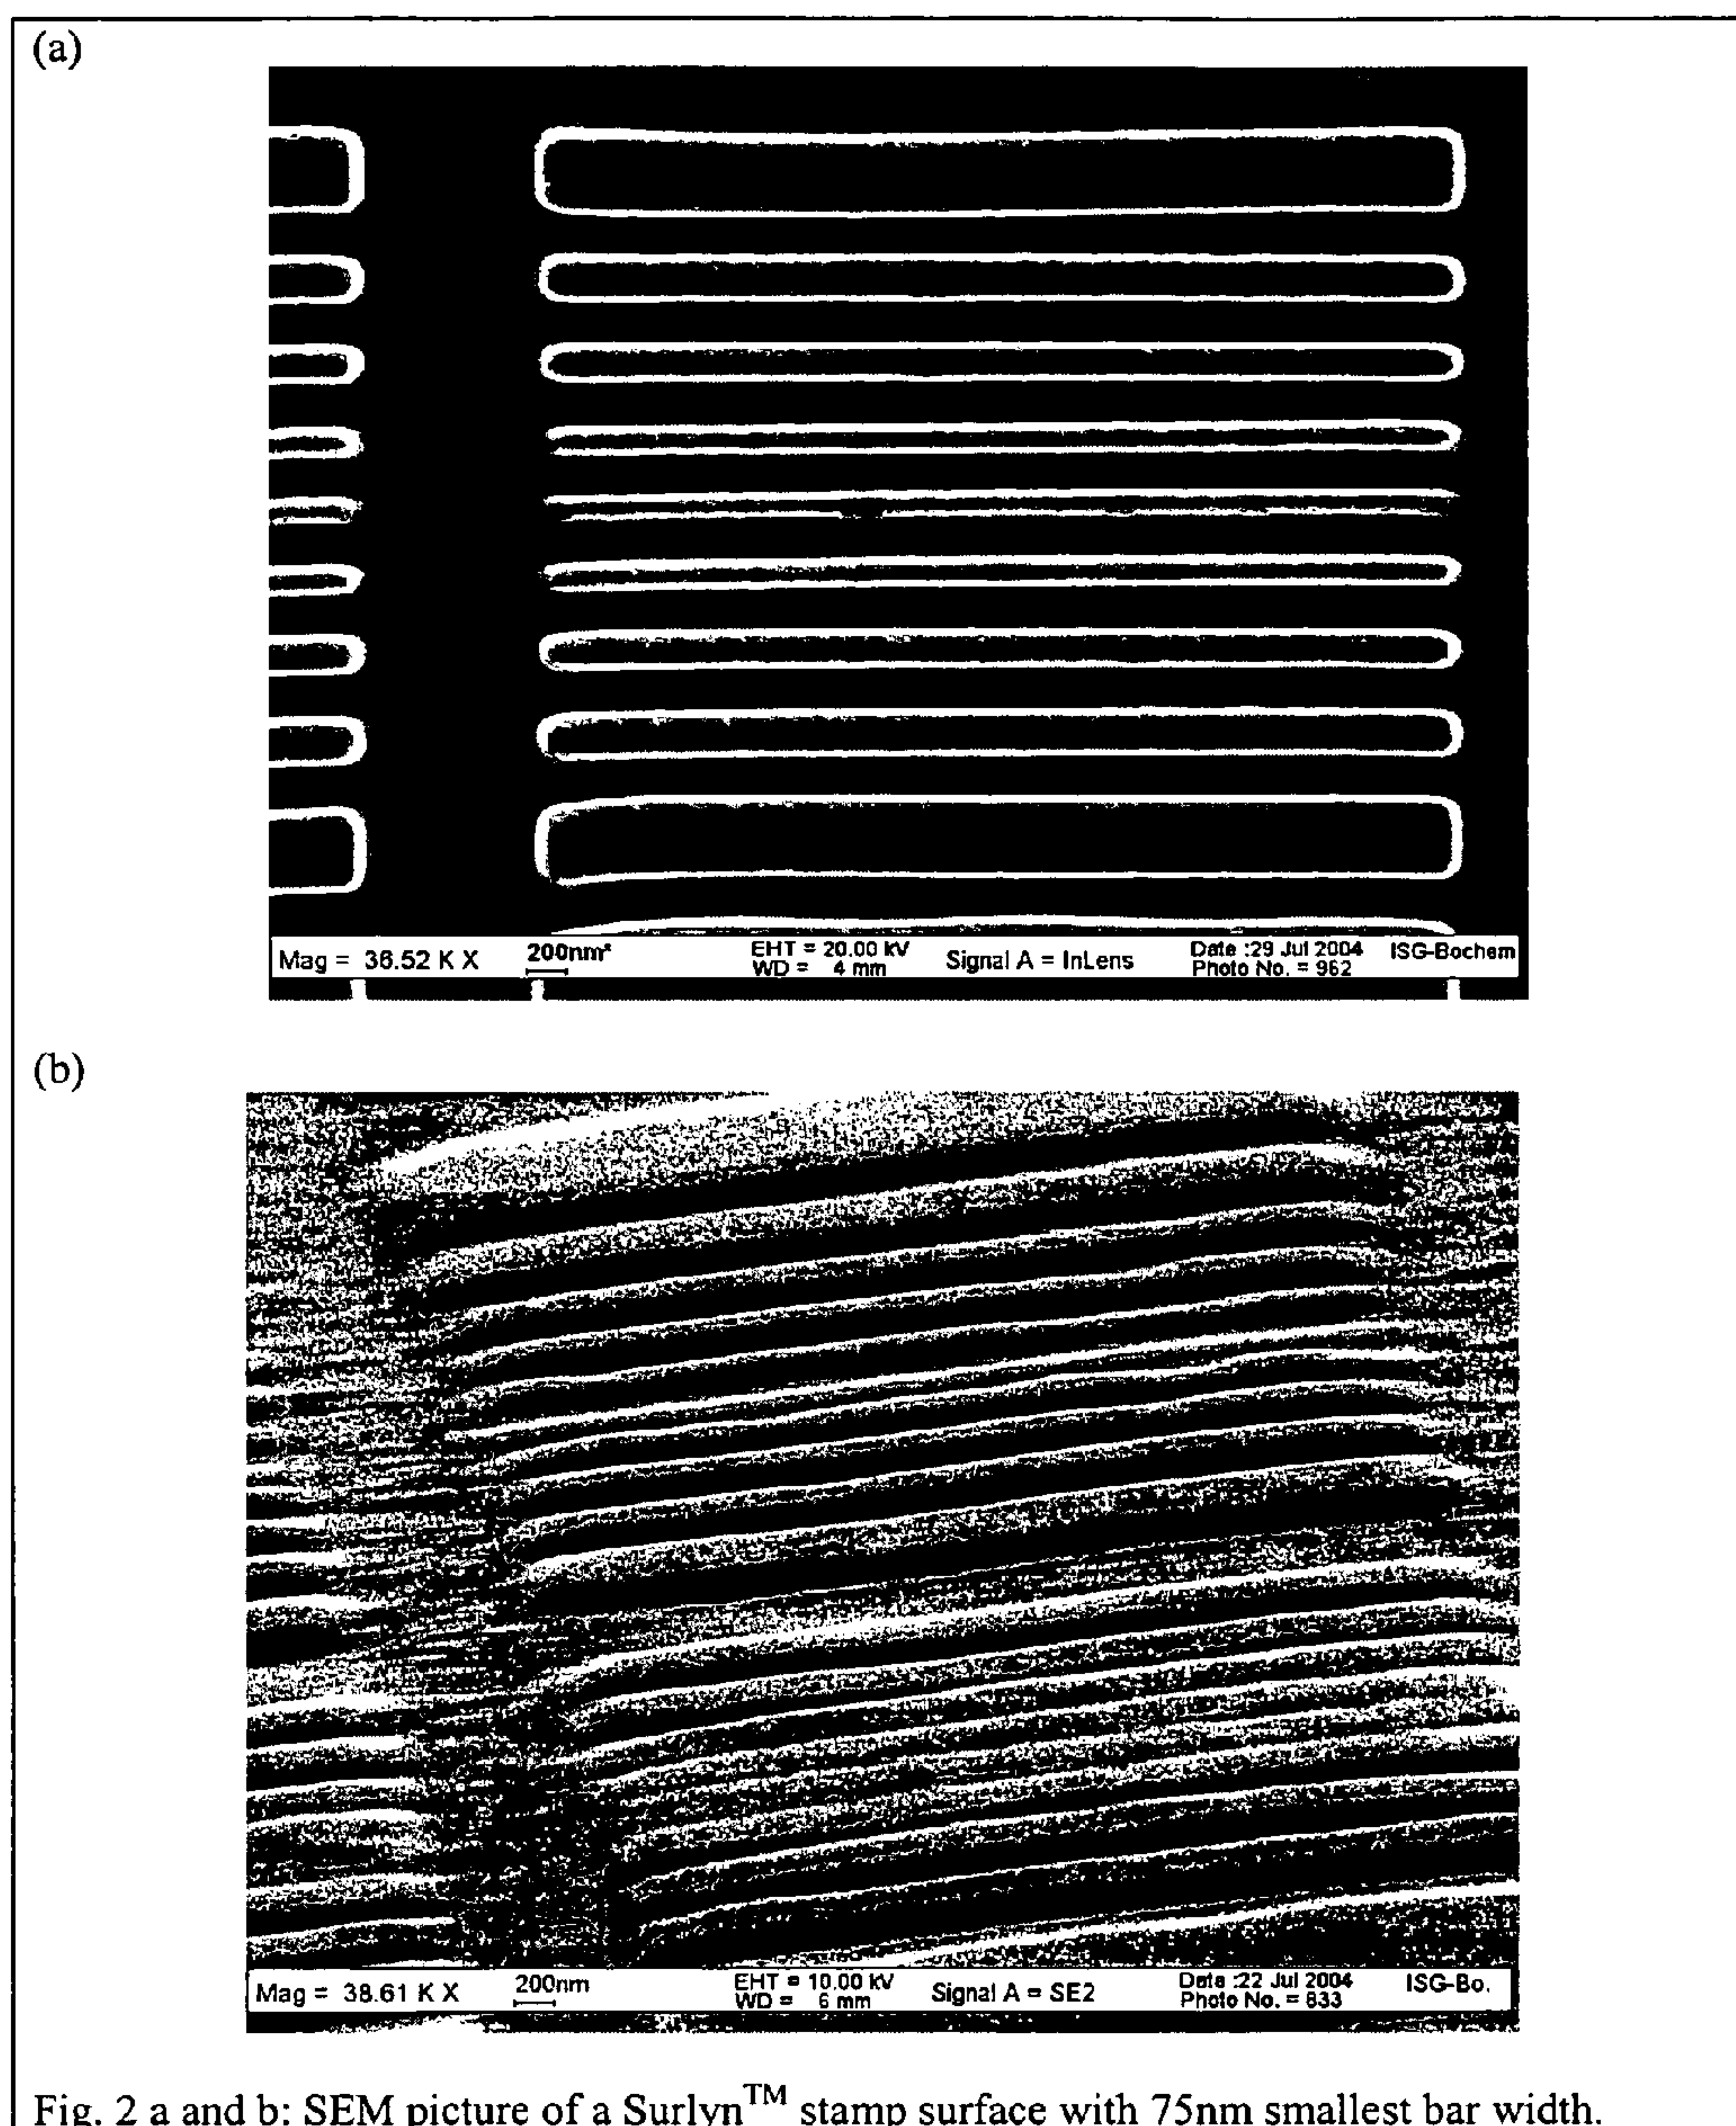 (a)
Mag = 36.52 K X 200nm* EHT = 20.00 kV Signal A = InLens Date :29 Jul 2004 ISG-Bochem
WD = 4 mm Photo No. = 962
(b)
Mag = 38.61 K X 200nm EHT = 10.00 kV Signal A = SE2 Date :22 Jul 2004 ISG-Bo.
WD = 6 mm Photo No. = 833
Fig. 2 a and b: SEM picture of a Surlyn™ stamp surface with 75nm smallest bar width.